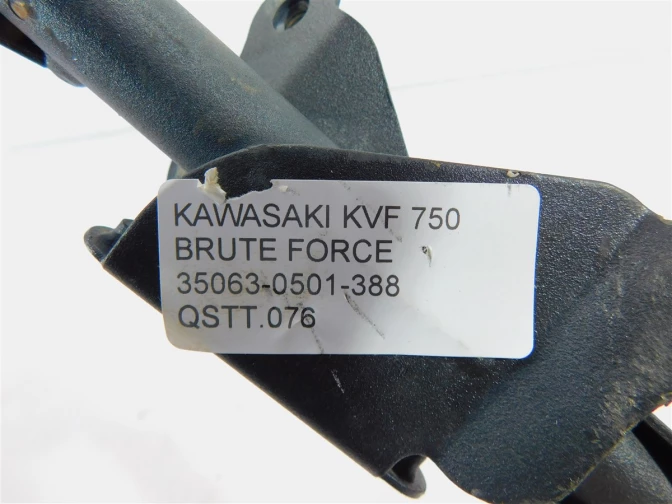 KAWASAKI KVF 750
BRUTE FORCE
35063-0501-388
QSTT.076